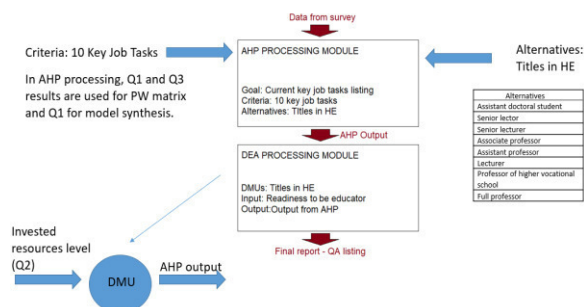 Data from survey
Criteria: 10 Key Job Tasks
In AHP processing, Q1 and Q3
results are used for PW matrix
and Q1 for model synthesis.
AHP PROCESSING MODULE
Goal: Current key job tasks listing
Criteria: 10 key job tasks
Alternatives: Titles in HE
Alternatives:
Titles in HE
Alternatives
Assistant doctoral student
Senior lector
Senior lecturer
Associate professor
Assistant professor
Lecturer
Professor of higher vocational
school
Full professor
AHP Output
DEA PROCESSING MODULE
DMUs: Titles in HE
Input: Readiness to be educator
Output:Output from AHP
Final report - QA listing
Invested
resources level
(Q2)
DMU
AHP output